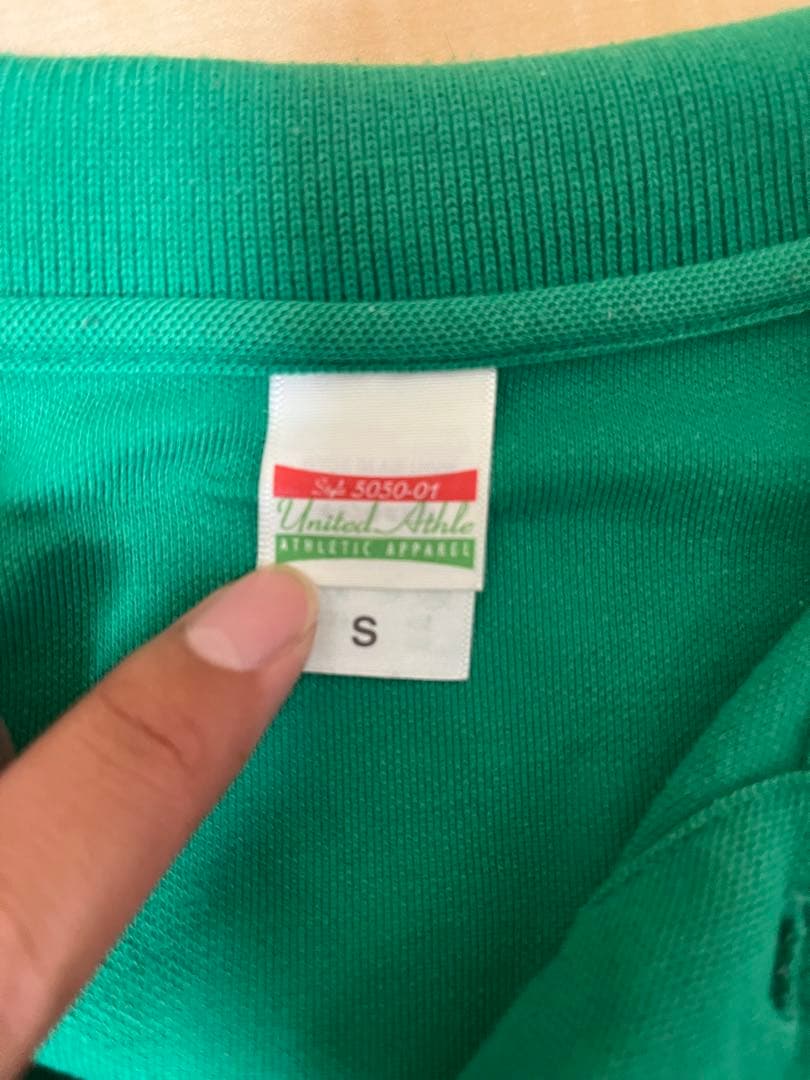 Style 5050-01
United Athle
ATHLETIC APPAREL
S